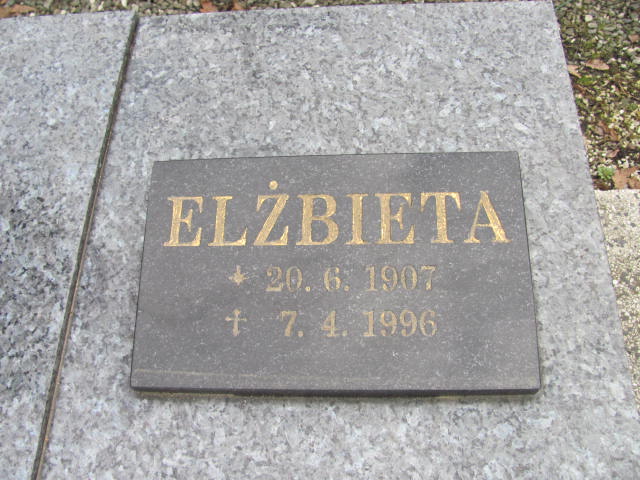 ELŻBIETA
* 20. 6. 1907
† 7. 4. 1996